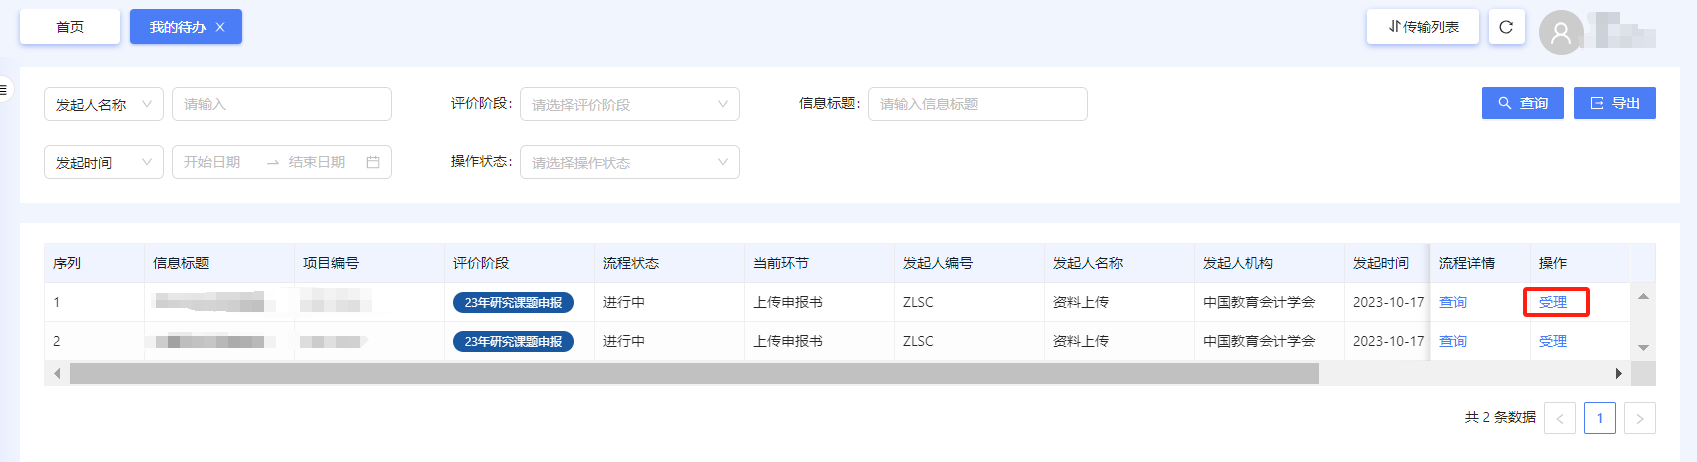 首页 我的待办 传输列表
发起人名称 请输入 评价阶段: 请选择评价阶段 信息标题: 请输入信息标题 查询 导出
发起时间 开始日期 结束日期 操作状态: 请选择操作状态
序列 信息标题 项目编号 评价阶段 流程状态 当前环节 发起人编号 发起人名称 发起人机构 发起时间 流程详情 操作
1 23年研究课题申报 进行中 上传申报书 ZLSC 资料上传 中国教育会计学会 2023-10-17 查询 受理
2 23年研究课题申报 进行中 上传申报书 ZLSC 资料上传 中国教育会计学会 2023-10-17 查询 受理
共 2 条数据 < 1 >